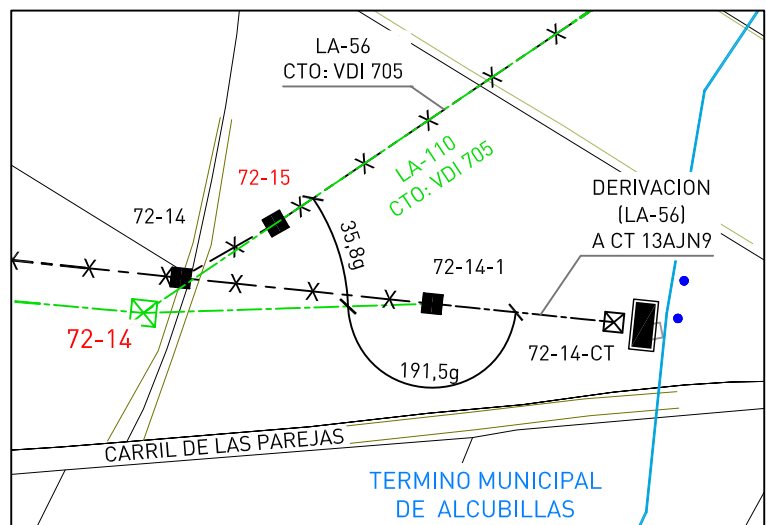 LA-56
CTO: VDI 705
LA-110
CTO: VDI 705
72-15
72-14
DERIVACION
(LA-56)
A CT 13AJN9
35,8g
72-14-1
72-14
191,5g
72-14-CT
CARRIL DE LAS PAREJAS
TERMINO MUNICIPAL
DE ALCUBILLAS